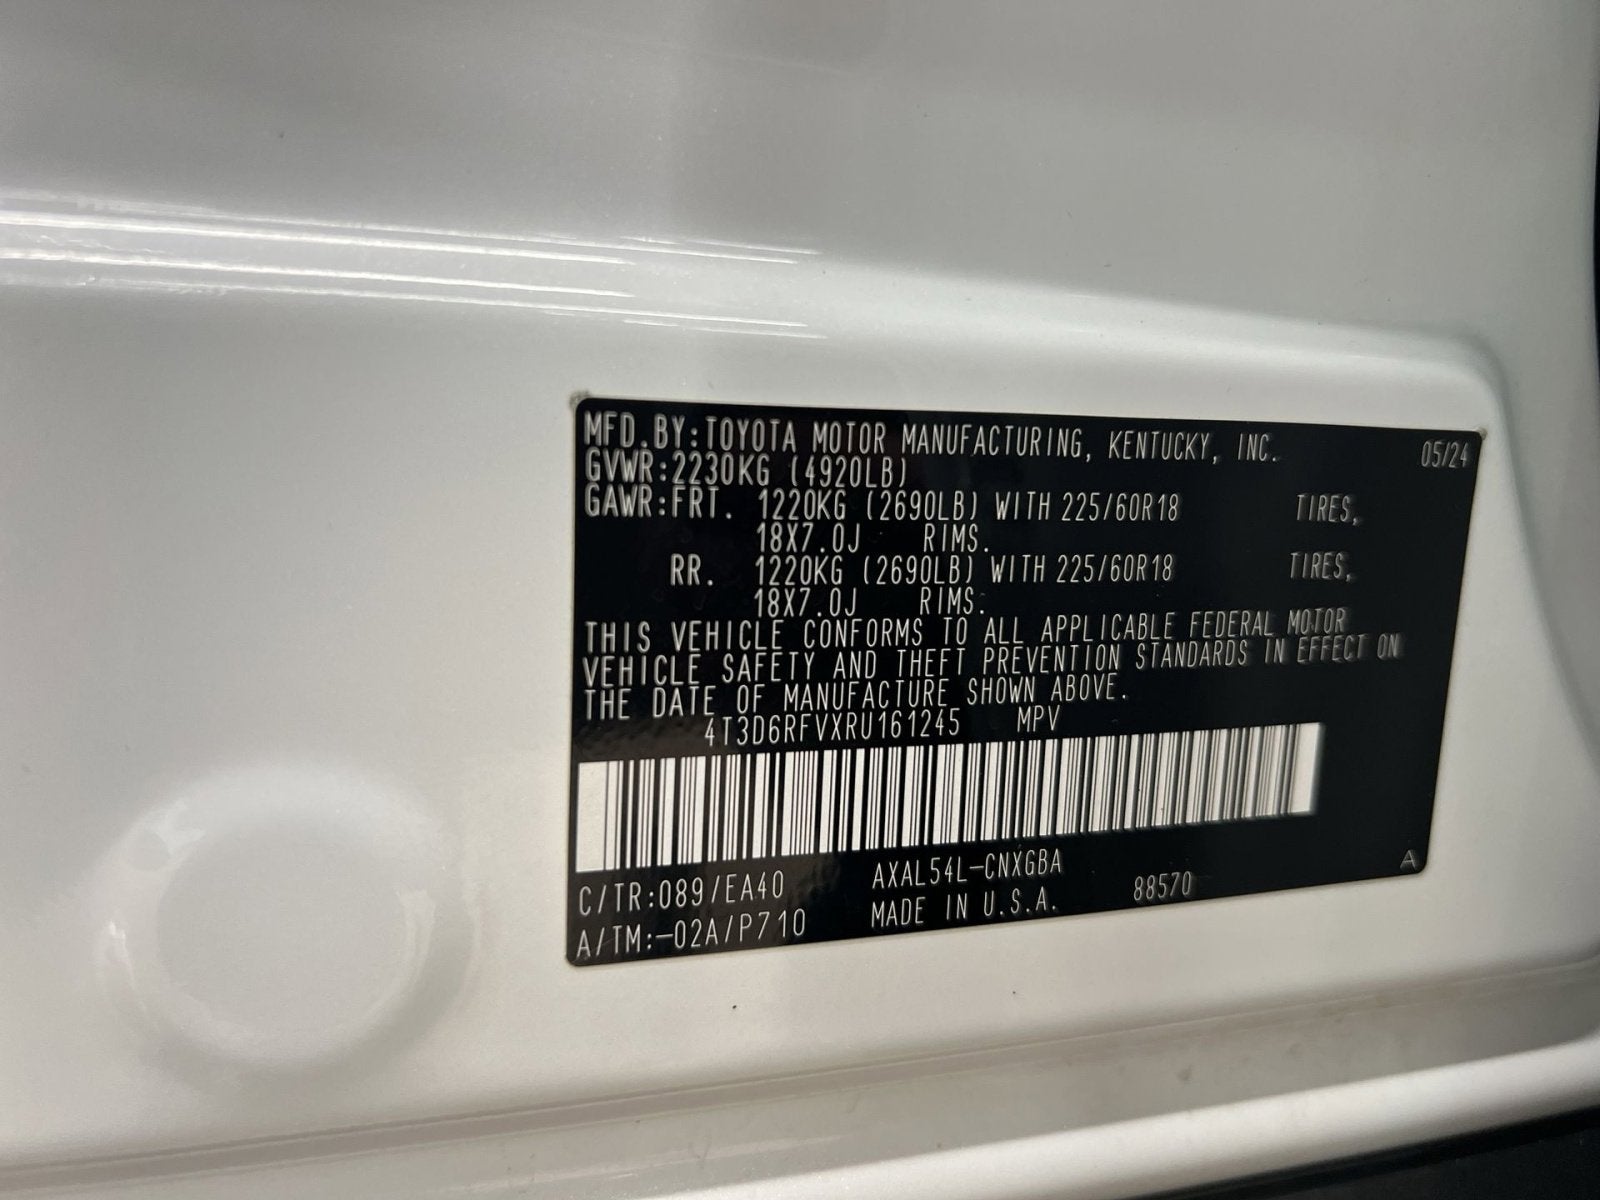 MFD.BY:TOYOTA MOTOR MANUFACTURING, KENTUCKY, INC. 05/24
GVWR:2230KG (4920LB)
GAWR:FRT. 1220KG (2690LB) WITH 225/60R18 TIRES,
18X7.0J RIMS.
RR. 1220KG (2690LB) WITH 225/60R18 TIRES,
18X7.0J RIMS.
THIS VEHICLE CONFORMS TO ALL APPLICABLE FEDERAL MOTOR
VEHICLE SAFETY AND THEFT PREVENTION STANDARDS IN EFFECT ON
THE DATE OF MANUFACTURE SHOWN ABOVE.
4T3D6RFVXRU161245 MPV
C/TR:089/EA40 AXAL54L-CNXGBA A
A/TM:-02A/P710 MADE IN U.S.A. 88570